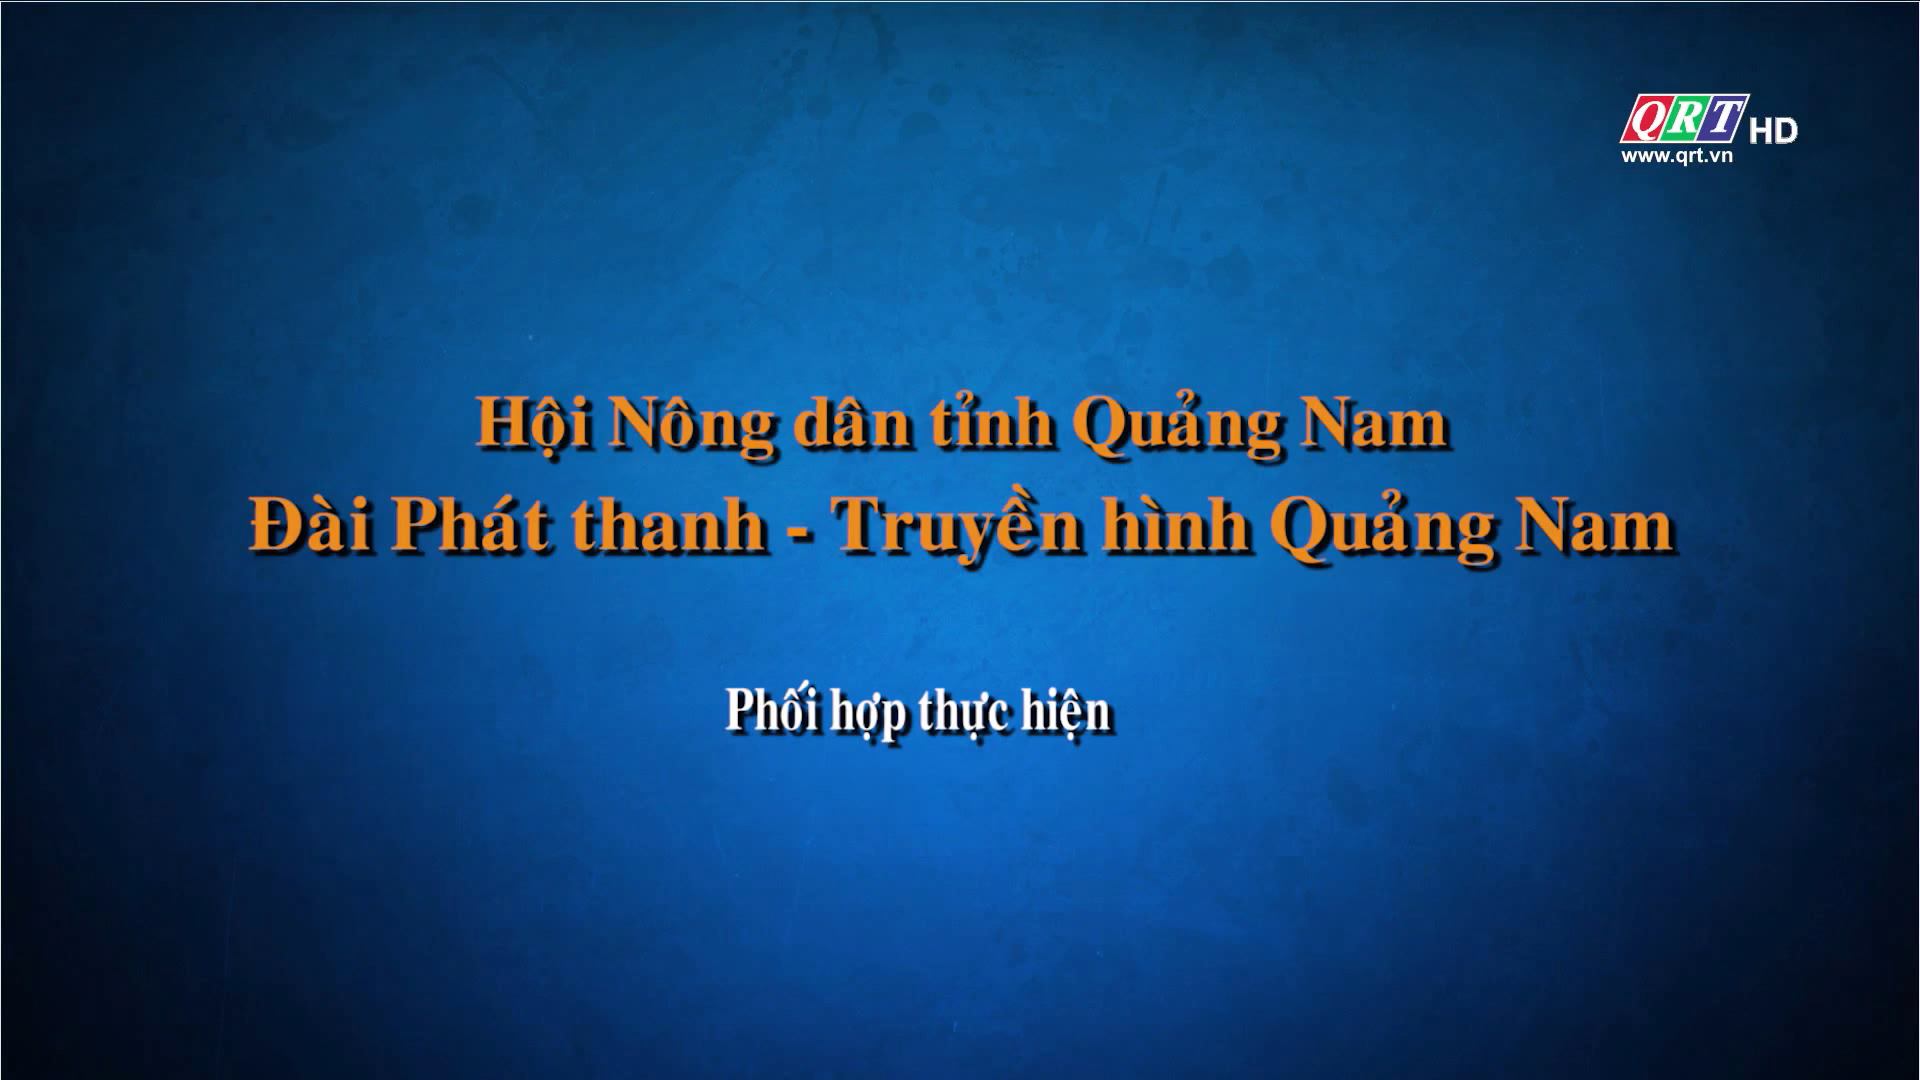 QRT HD
www.qrt.vn
Hội Nông dân tỉnh Quảng Nam
Đài Phát thanh - Truyền hình Quảng Nam
Phối hợp thực hiện